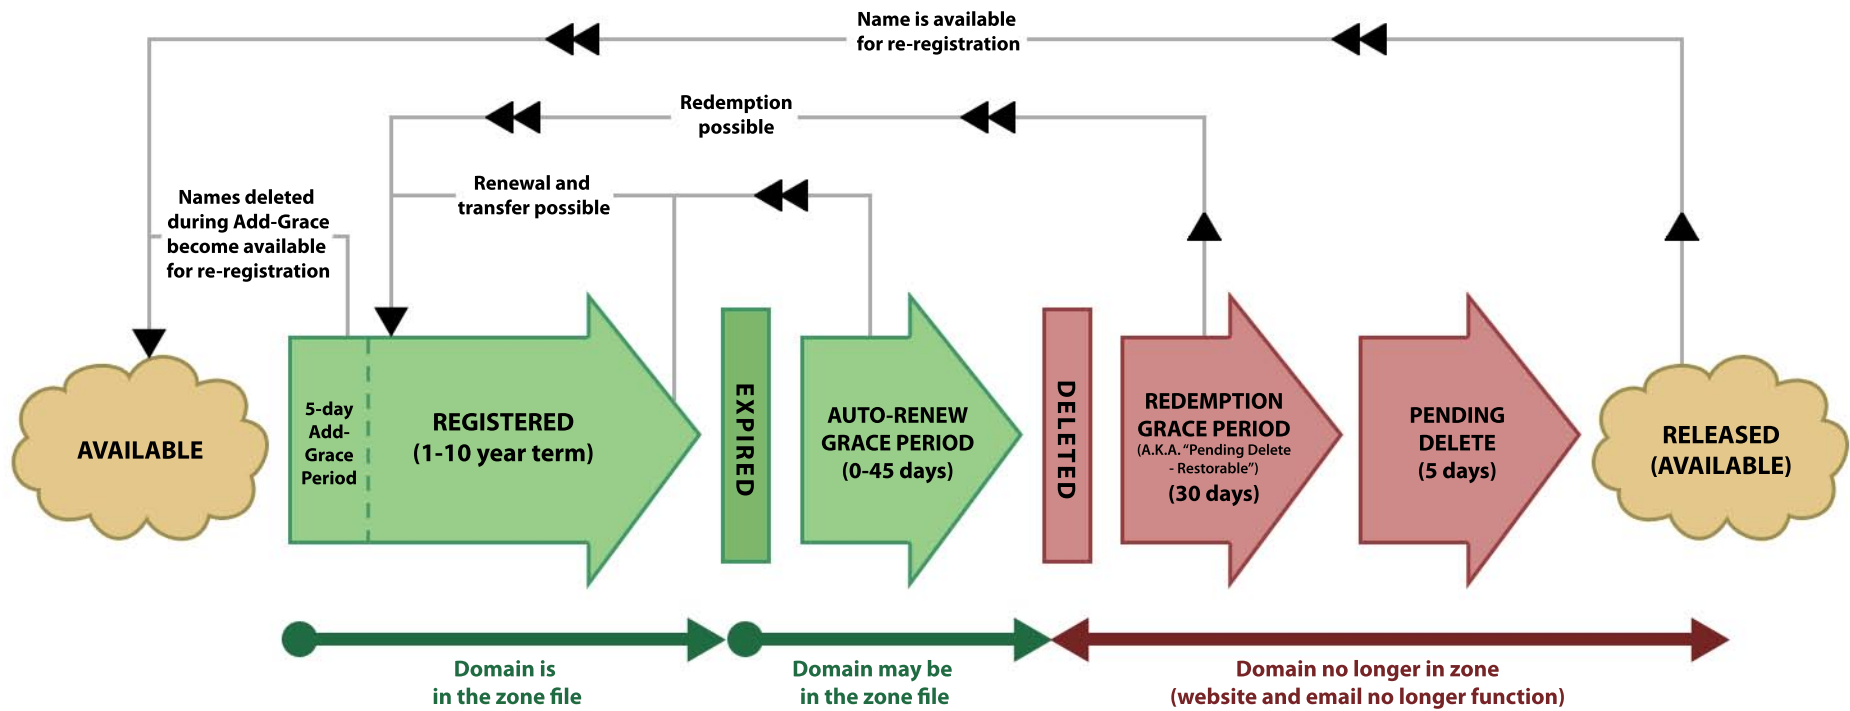 Name is available
for re-registration
Redemption
possible
Renewal and
transfer possible
Names deleted
during Add-Grace
become available
for re-registration
AVAILABLE
5-day
Add-
Grace
Period
REGISTERED
(1-10 year term)
EXPIRED
AUTO-RENEW
GRACE PERIOD
(0-45 days)
DELETED
REDEMPTION
GRACE PERIOD
(A.K.A. “Pending Delete
- Restorable”)
(30 days)
PENDING
DELETE
(5 days)
RELEASED
(AVAILABLE)
Domain is
in the zone file
Domain may be
in the zone file
Domain no longer in zone
(website and email no longer function)